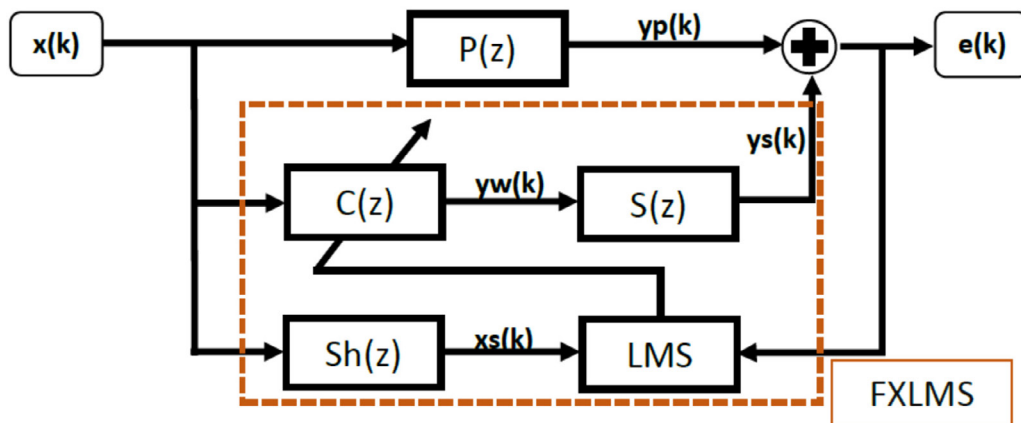 x(k)
P(z)
yp(k)
e(k)
ys(k)
C(z)
yw(k)
S(z)
Sh(z)
xs(k)
LMS
FXLMS